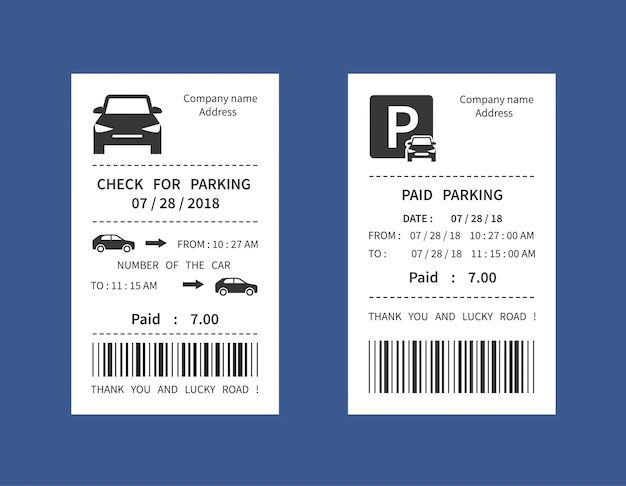 Company name
Address
CHECK FOR PARKING
07 / 28 / 2018
FROM : 10 : 27 AM
NUMBER OF THE CAR
TO : 11 : 15 AM
Paid : 7.00
THANK YOU AND LUCKY ROAD !
P
Company name
Address
PAID PARKING
DATE : 07 / 28 / 18
FROM : 07 / 28 / 18 10 : 27 : 00 AM
TO : 07 / 28 / 18 11 : 15 : 00 AM
Paid : 7.00
THANK YOU AND LUCKY ROAD !